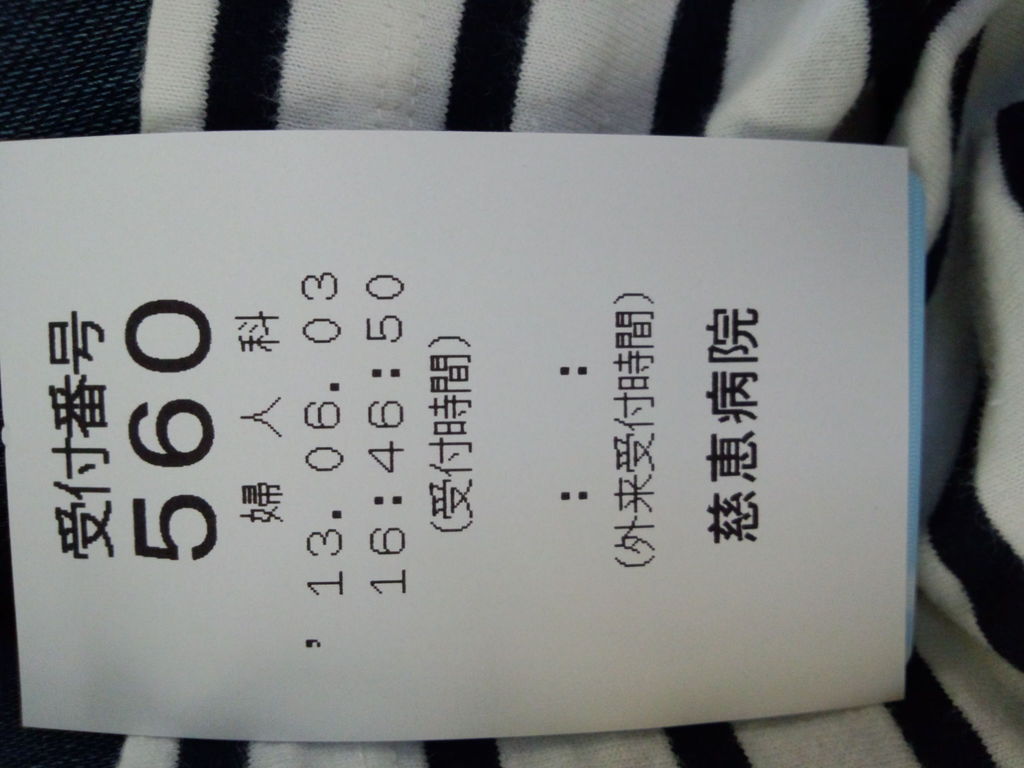 受付番号
560
婦人科
'13.06.03
16:46:50
(受付時間)
: :
(外来受付時間)
慈恵病院